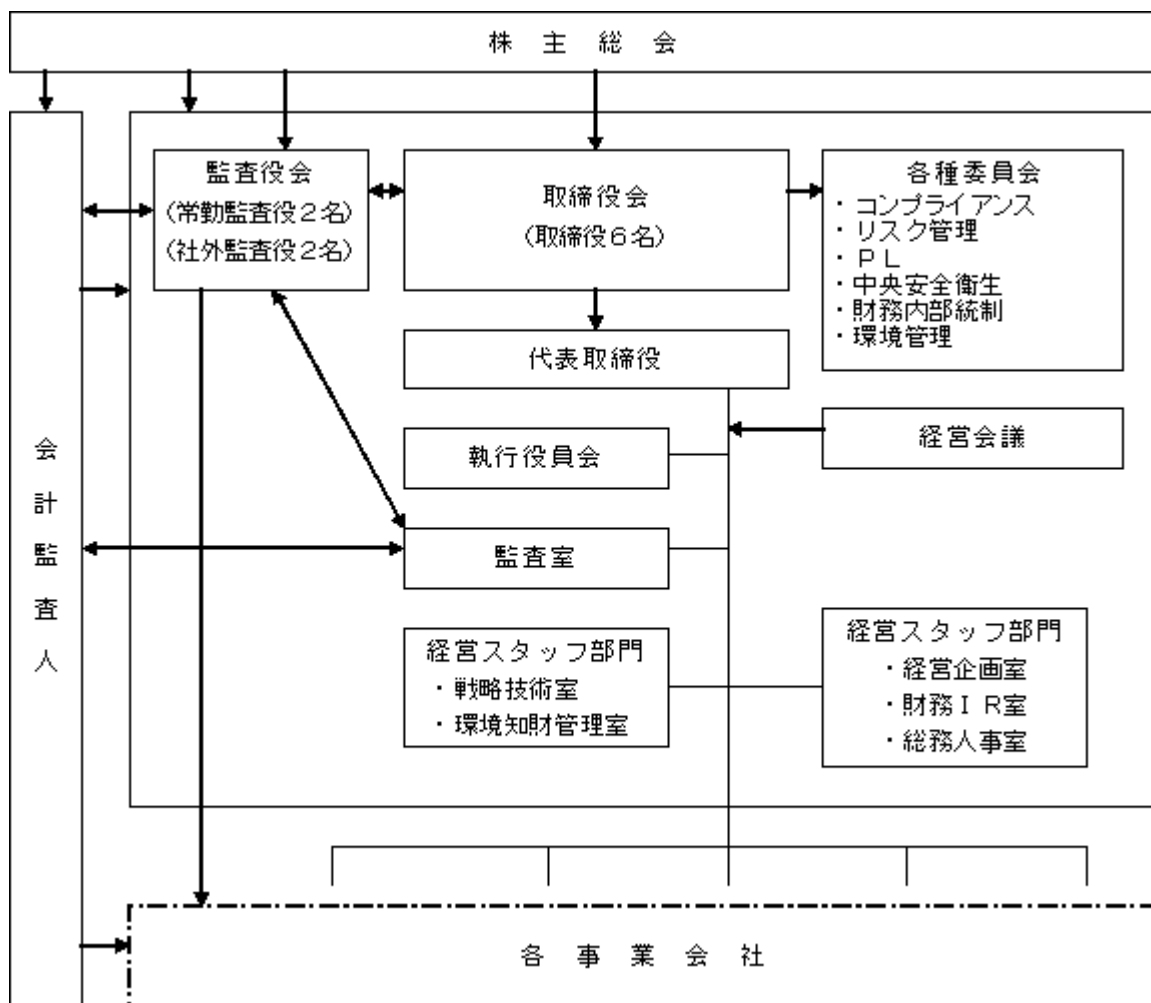 株主総会
監査役会
(常勤監査役2名)
(社外監査役2名)
取締役会
(取締役6名)
各種委員会
・コンプライアンス
・リスク管理
・PL
・中央安全衛生
・財務内部統制
・環境管理
代表取締役
経営会議
執行役員会
会計監査人
監査室
経営スタッフ部門
・戦略技術室
・環境知財管理室
経営スタッフ部門
・経営企画室
・財務IR室
・総務人事室
各事業会社